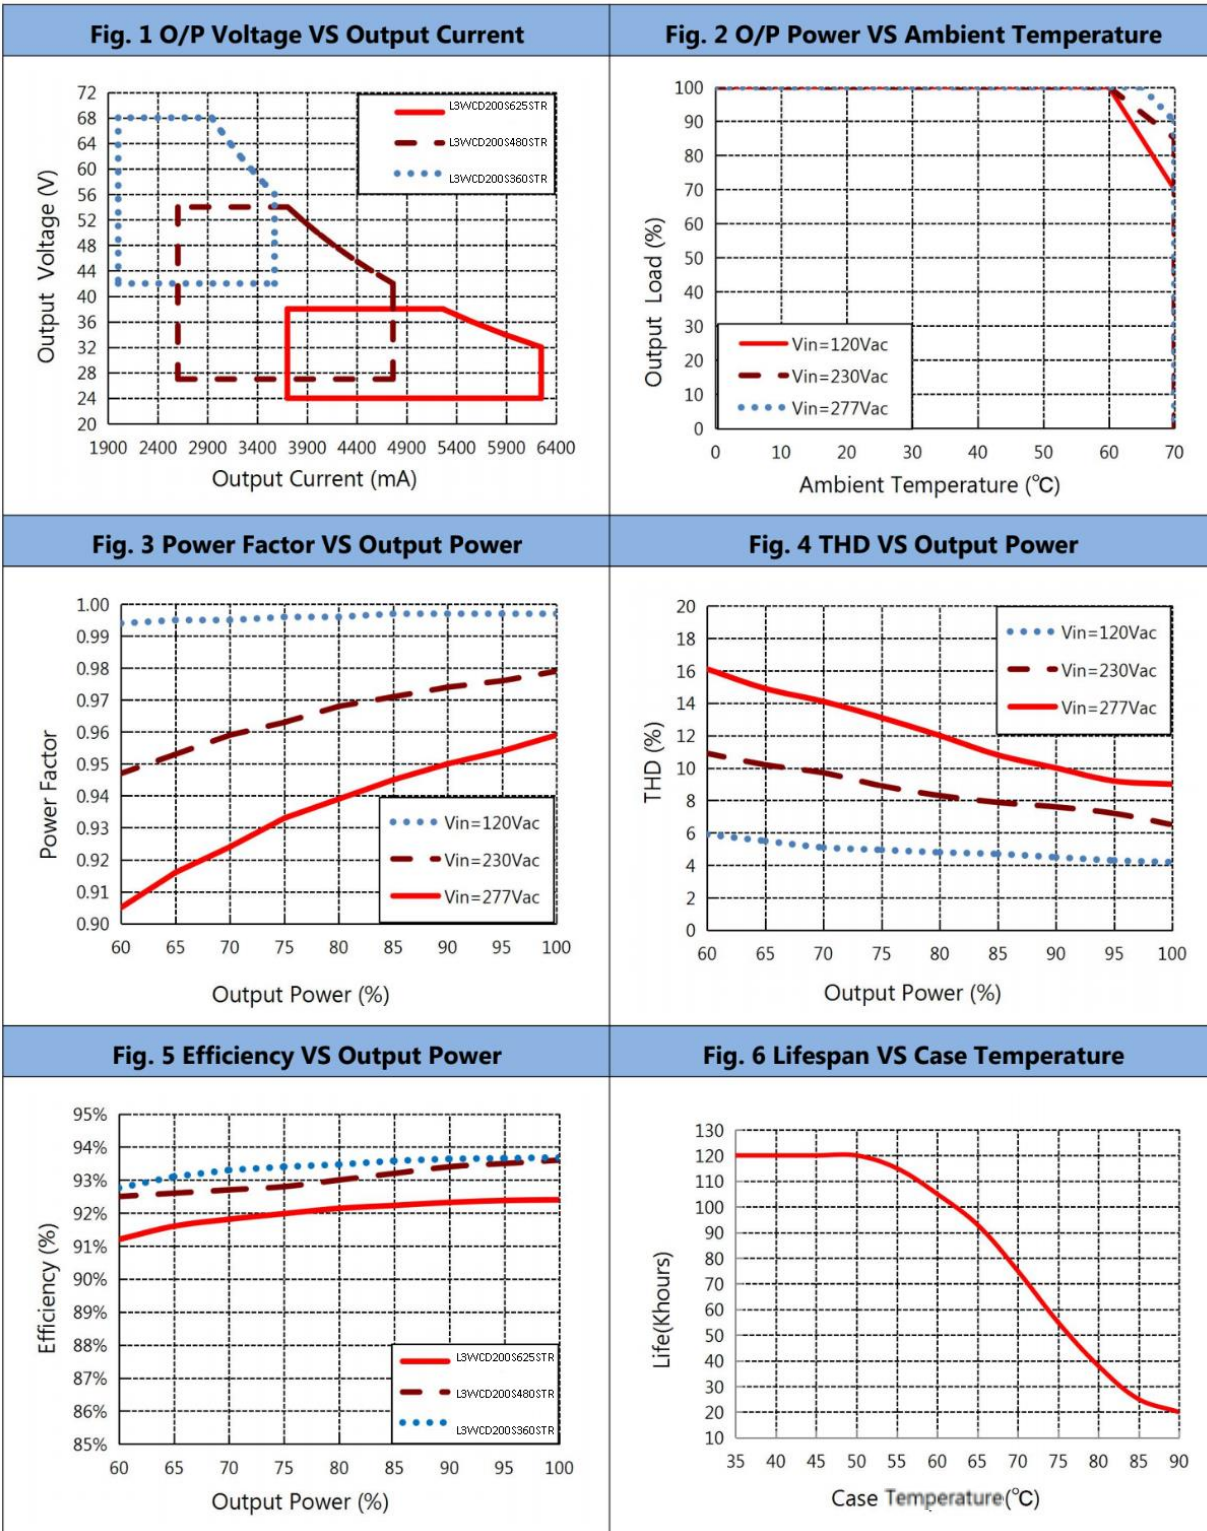 Fig. 1 O/P Voltage VS Output Current
72
68
64
60
56
52
48
44
40
36
32
28
24
20
Output Voltage (V)
L3WCD200S625STR
L3WCD200S480STR
L3WCD200S360STR
1900 2400 2900 3400 3900 4400 4900 5400 5900 6400
Output Current (mA)
Fig. 2 O/P Power VS Ambient Temperature
100
90
80
70
60
50
40
30
20
10
0
Output Load (%)
Vin=120Vac
Vin=230Vac
Vin=277Vac
0 10 20 30 40 50 60 70
Ambient Temperature (℃)
Fig. 3 Power Factor VS Output Power
1.00
0.99
0.98
0.97
0.96
0.95
0.94
0.93
0.92
0.91
0.90
Power Factor
Vin=120Vac
Vin=230Vac
Vin=277Vac
60 65 70 75 80 85 90 95 100
Output Power (%)
Fig. 4 THD VS Output Power
20
18
16
14
12
10
8
6
4
2
0
THD (%)
Vin=120Vac
Vin=230Vac
Vin=277Vac
60 65 70 75 80 85 90 95 100
Output Power (%)
Fig. 5 Efficiency VS Output Power
95%
94%
93%
92%
91%
90%
89%
88%
87%
86%
85%
Efficiency (%)
L3WCD200S625STR
L3WCD200S480STR
L3WCD200S360STR
60 65 70 75 80 85 90 95 100
Output Power (%)
Fig. 6 Lifespan VS Case Temperature
130
120
110
100
90
80
70
60
50
40
30
20
10
Life(Khours)
35 40 45 50 55 60 65 70 75 80 85 90
Case Temperature(℃)